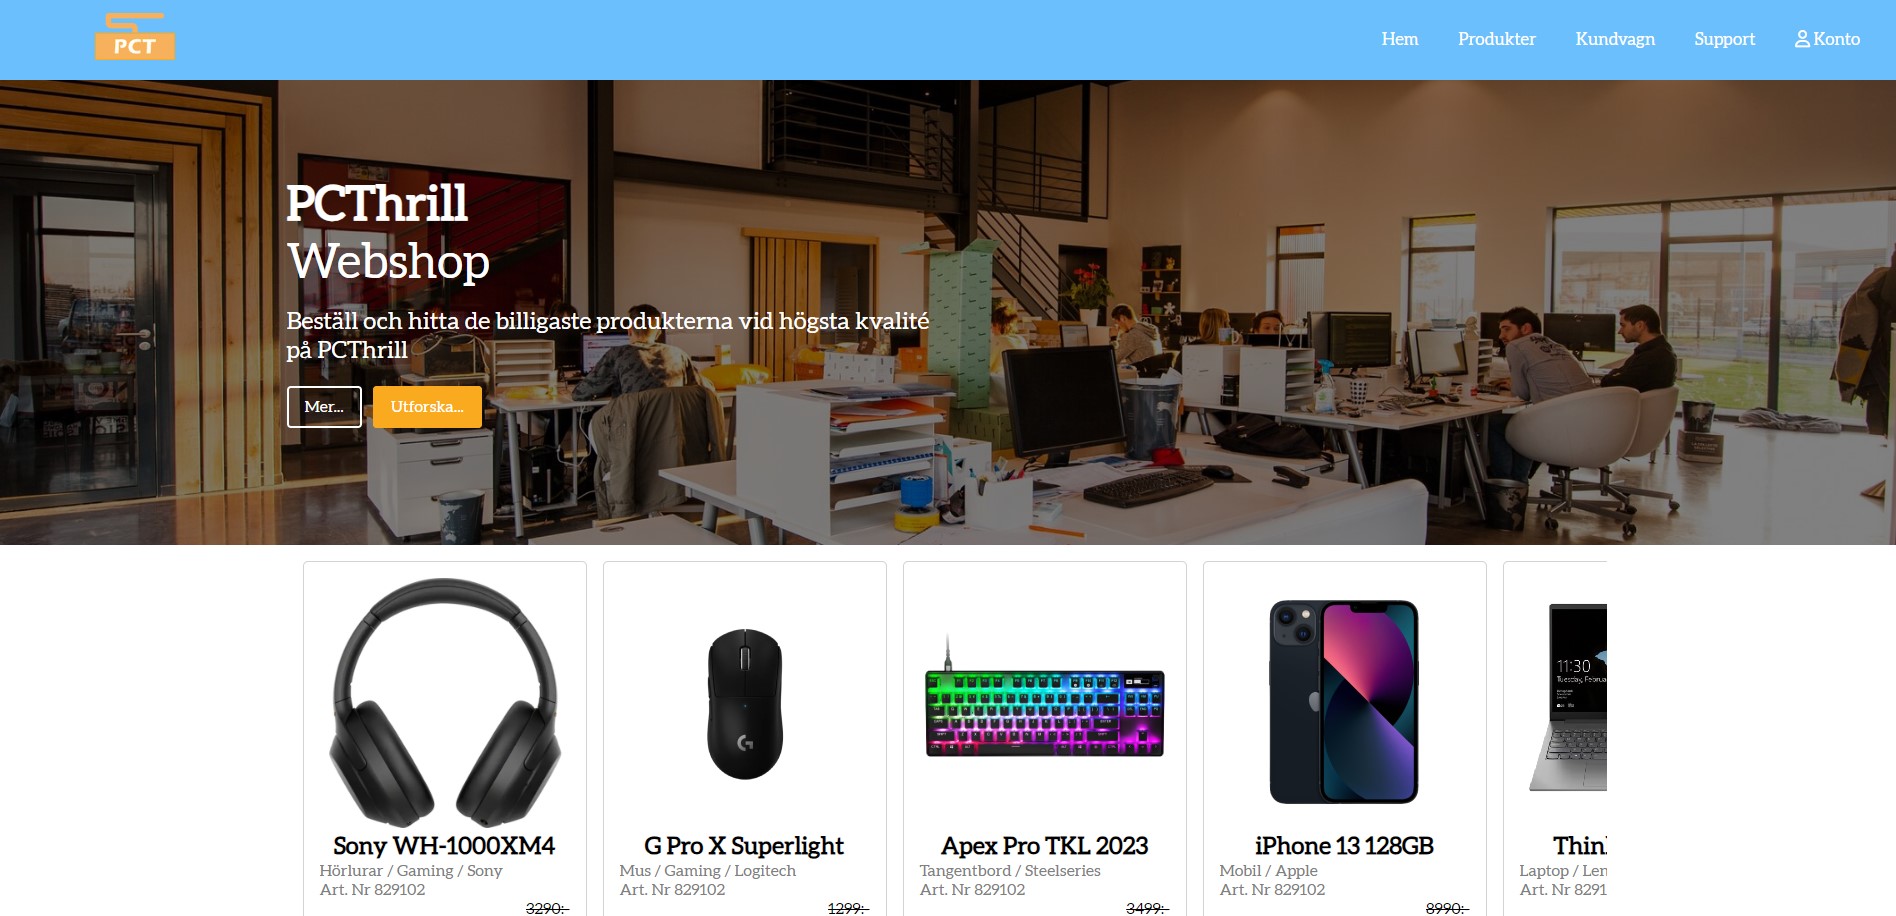 PCT
Hem Produkter Kundvagn Support Konto
PCThrill
Webshop
Beställ och hitta de billigaste produkterna vid högsta kvalité
på PCThrill
Mer... Utforska...
11:30
Sony WH-1000XM4
Hörlurar / Gaming / Sony
Art. Nr 829102
3290:-
G Pro X Superlight
Mus / Gaming / Logitech
Art. Nr 829102
1299:-
Apex Pro TKL 2023
Tangentbord / Steelseries
Art. Nr 829102
3499:-
iPhone 13 128GB
Mobil / Apple
Art. Nr 829102
8990:-
Thin
Laptop / Len
Art. Nr 8291